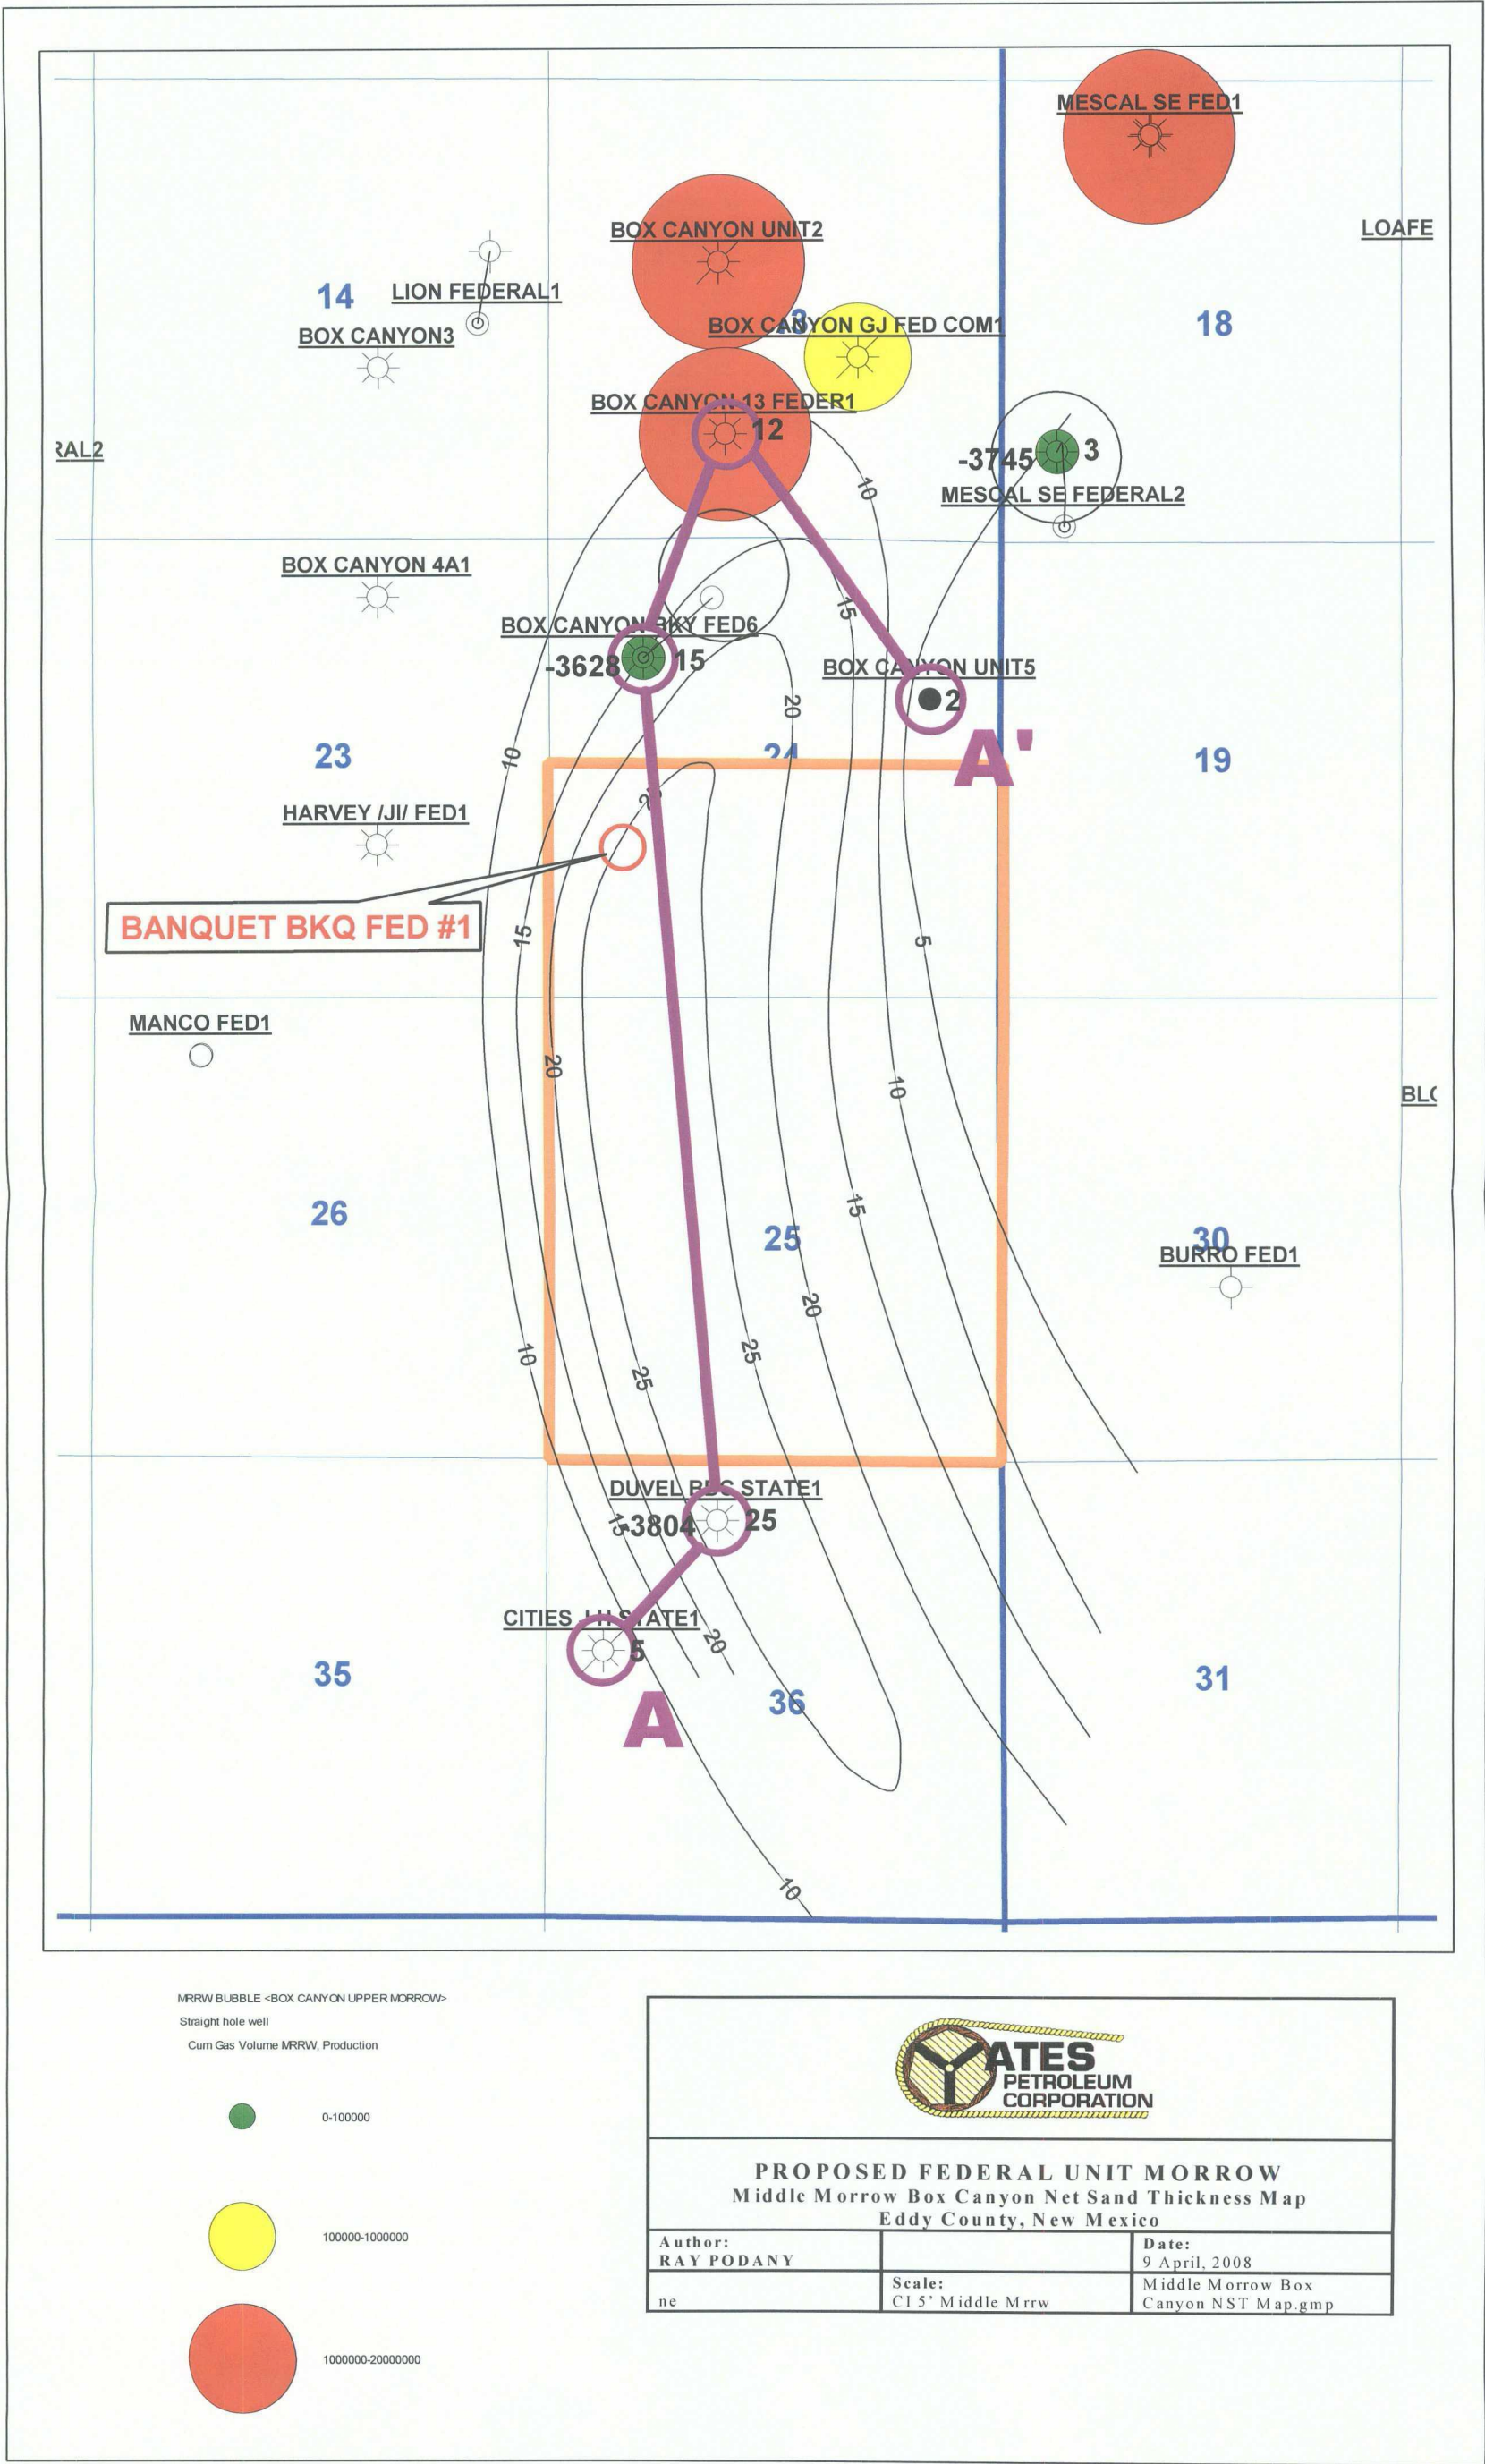 MESCAL SE FED1
BOX CANYON UNIT2
LOAFE
14
LION FEDERAL1
BOX CANYON GJ FED COM1
18
BOX CANYON3
BOX CANYON 13 FEDER1
12
RAL2
-3745
3
10
MESCAL SE FEDERAL2
BOX CANYON 4A1
15
BOX CANYON BKY FED6
-3628
15
BOX CANYON UNIT5
2
20
A'
23
10
24
19
HARVEY /JI/ FED1
BANQUET BKQ FED #1
15
5
MANCO FED1
20
10
BLC
26
15
25
30
BURRO FED1
20
10
25
25
DUVEL BDC STATE1
-3804
25
15
CITIES STATE1
5
20
35
36
31
A
10
MRRW BUBBLE <BOX CANYON UPPER MORROW>
Straight hole well
Cum Gas Volume MRRW, Production
0-100000
100000-1000000
1000000-20000000
YATES
PETROLEUM
CORPORATION
PROPOSED FEDERAL UNIT MORROW
Middle Morrow Box Canyon Net Sand Thickness Map
Eddy County, New Mexico
Author:
RAY PODANY
Date:
9 April, 2008
ne
Scale:
CI 5' Middle Mrrw
Middle Morrow Box
Canyon NST Map.gmp